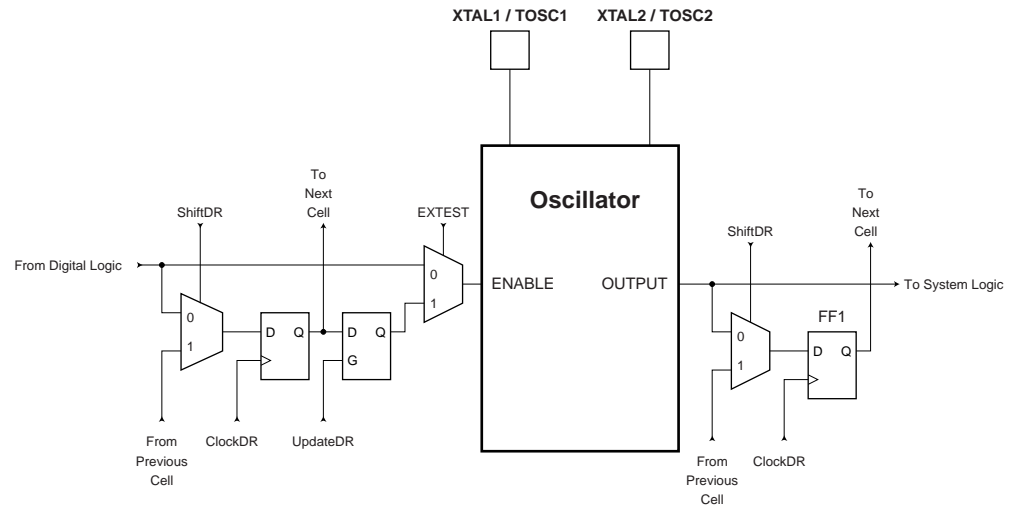 XTAL1 / TOSC1
XTAL2 / TOSC2
To
Next
Cell
ShiftDR
EXTEST
Oscillator
To
Next
Cell
ShiftDR
From Digital Logic
0
1
0
1
ENABLE
OUTPUT
To System Logic
D Q
D Q
G
0
1
FF1
D Q
From
Previous
Cell
ClockDR
UpdateDR
From
Previous
Cell
ClockDR